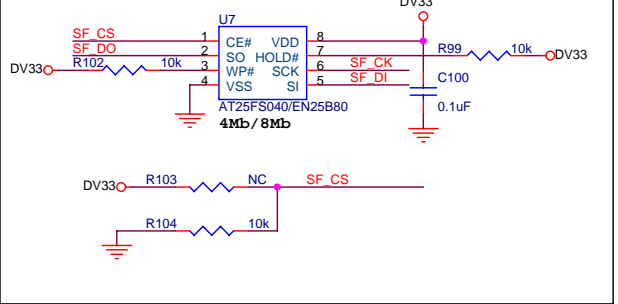 DV33
U7
SF_CS 1 CE# VDD 8
SF_DO 2 SO HOLD# 7 R99 10k DV33
DV33 R102 10k 3 WP# SCK 6 SF_CK
4 VSS SI 5 SF_DI
C100
AT25FS040/EN25B80 0.1uF
4Mb/8Mb
DV33 R103 NC SF_CS
R104 10k